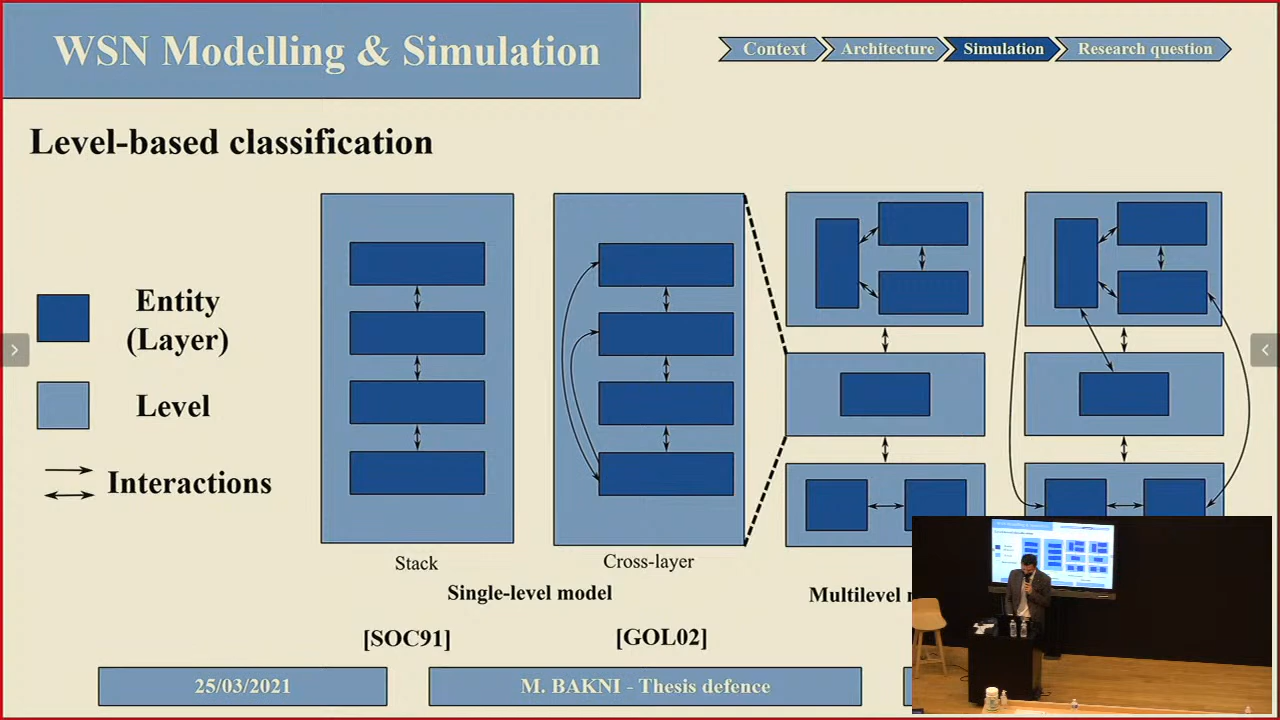 WSN Modelling & Simulation
Context
Architecture
Simulation
Research question
Level-based classification
Entity
(Layer)
Level
Interactions
Stack
Cross-layer
Single-level model
Multilevel
[SOC91]
[GOL02]
25/03/2021
M. BAKNI - Thesis defence